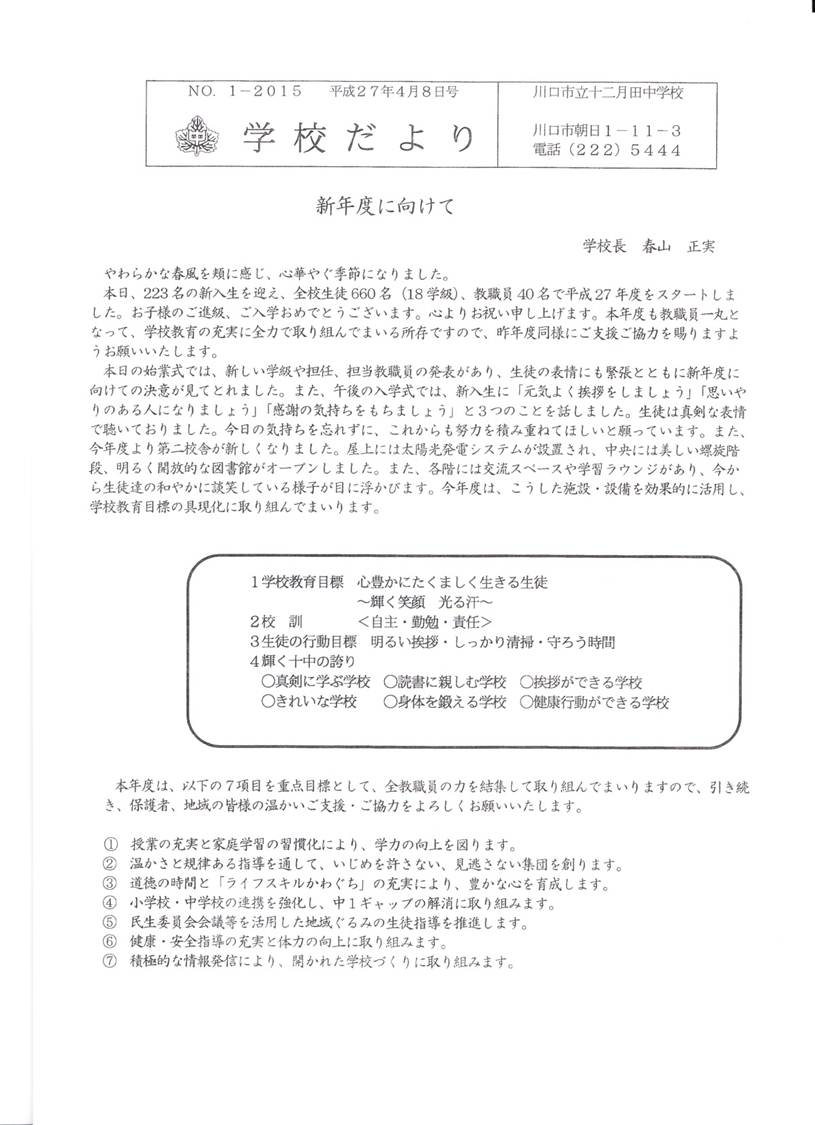 NO. 1－2015　平成27年4月8日号
学校だより
川口市立十二月田中学校
川口市朝日1－11－3
電話（222）5444
新年度に向けて
学校長　春山　正実
やわらかな春風を頬に感じ、心華やぐ季節になりました。
本日、223名の新入生を迎え、全校生徒660名（18学級）、教職員40名で平成27年度をスタートしま
した。お子様のご進級、ご入学おめでとうございます。心よりお祝い申し上げます。本年度も教職員一丸と
なって、学校教育の充実に全力で取り組んでまいる所存ですので、昨年度同様にご支援ご協力を賜りますよ
うお願いいたします。
本日の始業式では、新しい学級や担任、担当教職員の発表があり、生徒の表情にも緊張とともに新年度に
向けての決意が見てとれました。また、午後の入学式では、新入生に「元気よく挨拶をしましょう」「思いや
りのある人になりましょう」「感謝の気持ちをもちましょう」と3つのことを話しました。生徒は真剣な表情
で聴いておりました。今日の気持ちを忘れずに、これからも努力を積み重ねてほしいと願っています。また、
今年度より第二校舎が新しくなりました。屋上には太陽光発電システムが設置され、中央には美しい螺旋階
段、明るく開放的な図書館がオープンしました。また、各階には交流スペースや学習ラウンジがあり、今か
ら生徒達の和やかに談笑している様子が目に浮かびます。今年度は、こうした施設・設備を効果的に活用し、
学校教育目標の具現化に取り組んでまいります。
1学校教育目標　心豊かにたくましく生きる生徒
～輝く笑顔　光る汗～
2校　訓　＜自主・勤勉・責任＞
3生徒の行動目標　明るい挨拶・しっかり清掃・守ろう時間
4輝く十中の誇り
○真剣に学ぶ学校　○読書に親しむ学校　○挨拶ができる学校
○きれいな学校　○身体を鍛える学校　○健康行動ができる学校
本年度は、以下の7項目を重点目標として、全教職員の力を結集して取り組んでまいりますので、引き続
き、保護者、地域の皆様の温かいご支援・ご協力をよろしくお願いいたします。
①　授業の充実と家庭学習の習慣化により、学力の向上を図ります。
②　温かさと規律ある指導を通して、いじめを許さない、見逃さない集団を創ります。
③　道徳の時間と「ライフスキルかわぐち」の充実により、豊かな心を育成します。
④　小学校・中学校の連携を強化し、中1ギャップの解消に取り組みます。
⑤　民生委員会会議等を活用した地域ぐるみの生徒指導を推進します。
⑥　健康・安全指導の充実と体力の向上に取り組みます。
⑦　積極的な情報発信により、開かれた学校づくりに取り組みます。